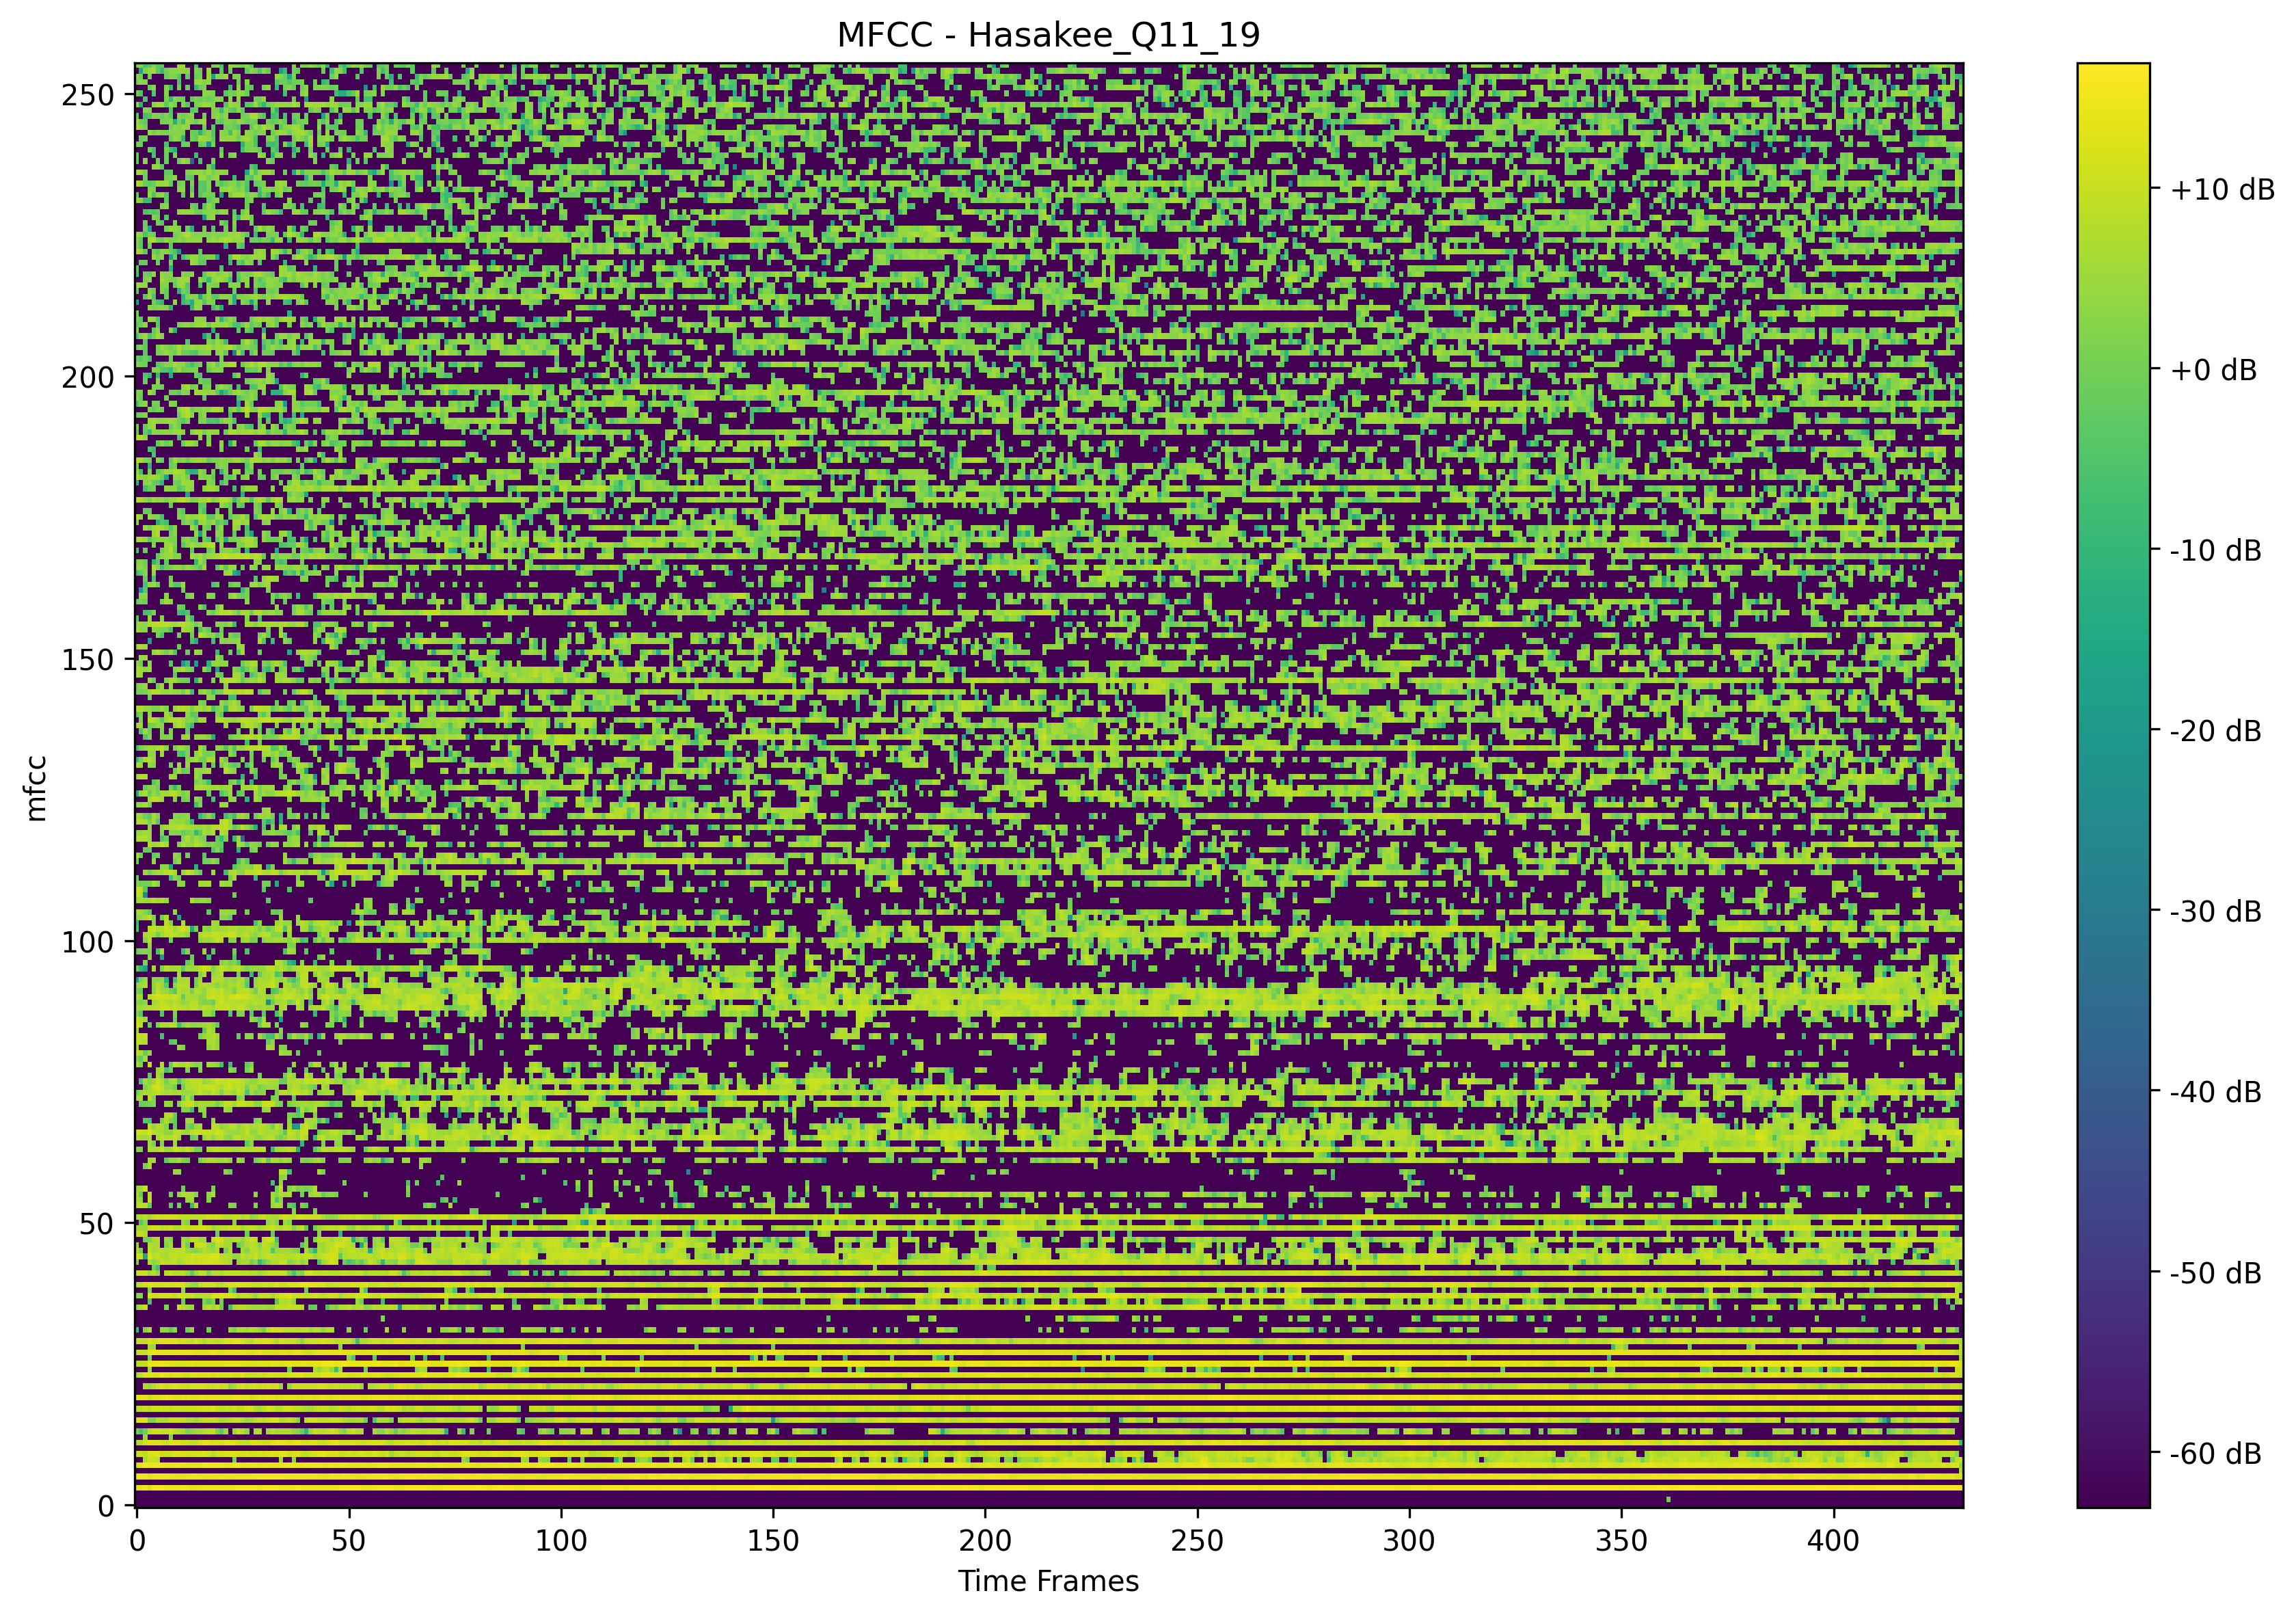 MFCC - Hasakee_Q11_19
250
200
150
100
50
0
mfcc
0 50 100 150 200 250 300 350 400
Time Frames
+10 dB
+0 dB
-10 dB
-20 dB
-30 dB
-40 dB
-50 dB
-60 dB